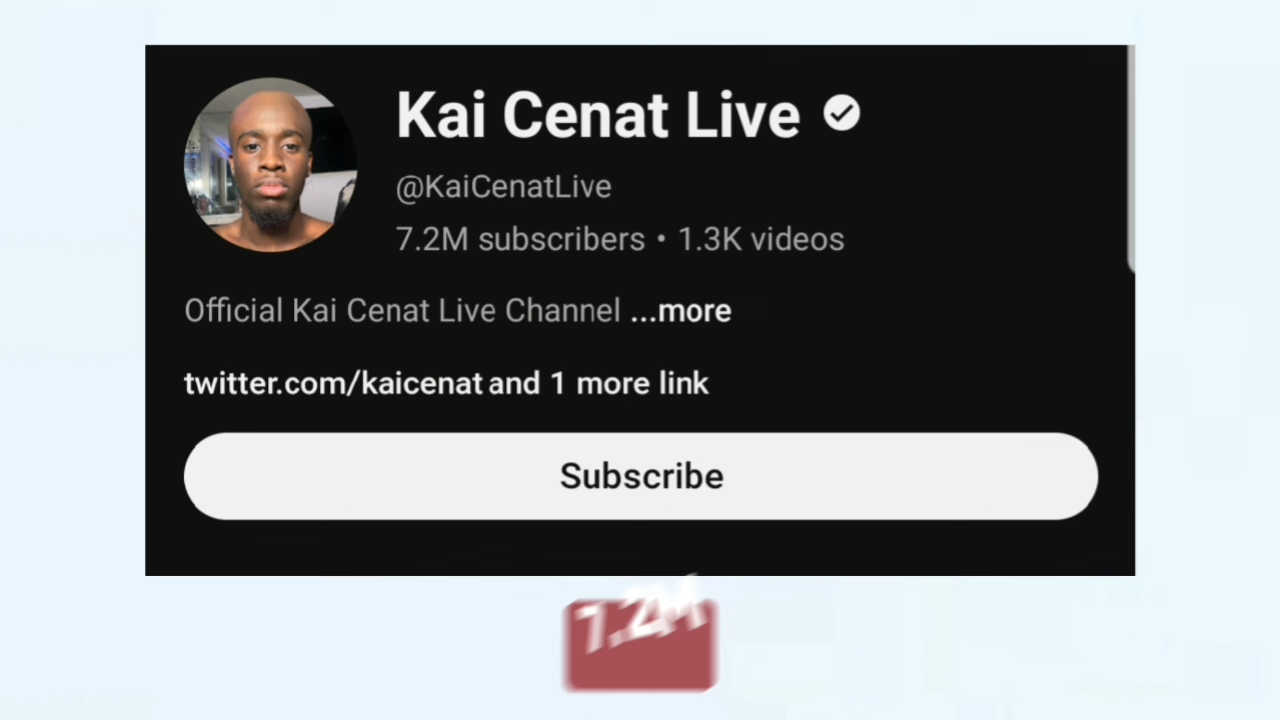 Kai Cenat Live
@KaiCenatLive
7.2M subscribers • 1.3K videos
Official Kai Cenat Live Channel ...more
twitter.com/kaicenat and 1 more link
Subscribe
7.2M